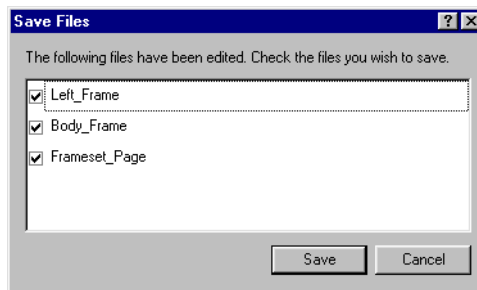 Save Files
The following files have been edited. Check the files you wish to save.
Left_Frame
Body_Frame
Frameset_Page
Save Cancel